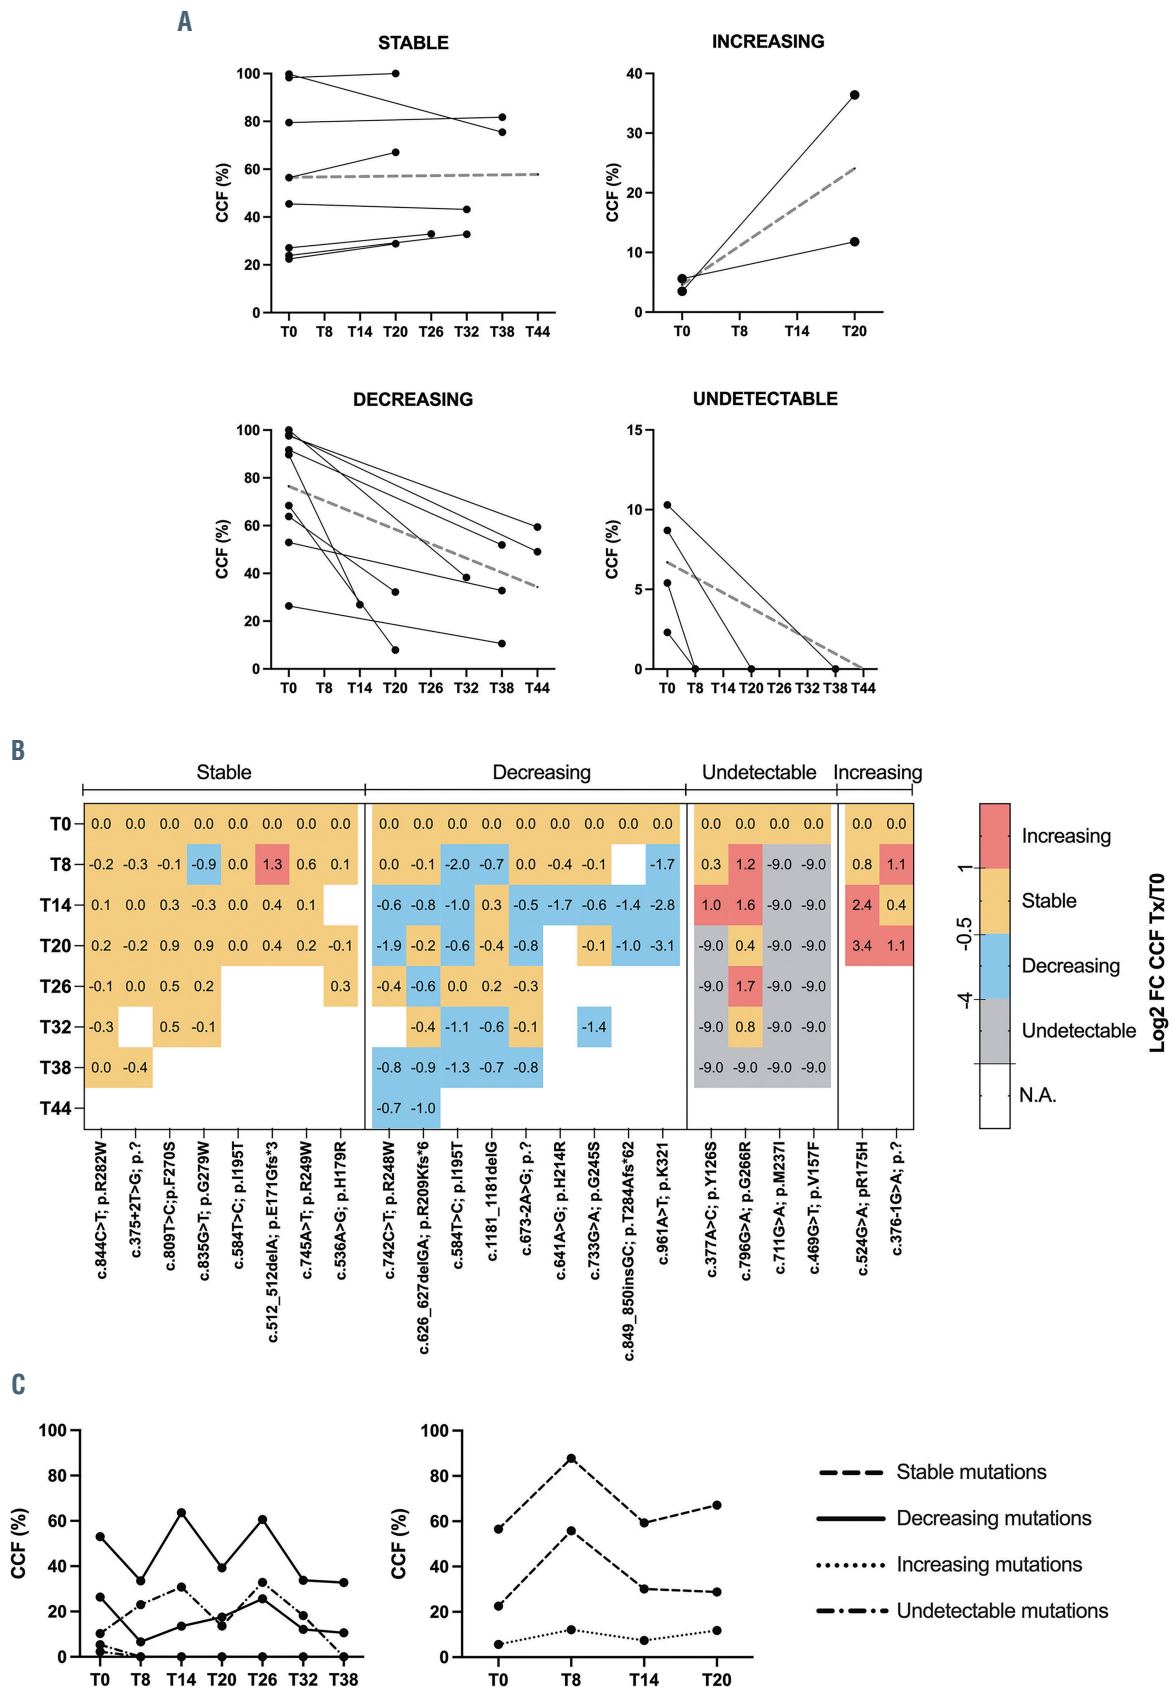 A
STABLE
INCREASING
CCF (%)
100
80
60
40
20
0
T0 T8 T14 T20 T26 T32 T38 T44
CCF (%)
40
30
20
10
0
T0 T8 T14 T20
DECREASING
UNDETECTABLE
CCF (%)
100
80
60
40
20
0
T0 T8 T14 T20 T26 T32 T38 T44
CCF (%)
15
10
5
0
T0 T8 T14 T20 T26 T32 T38 T44
B
Stable Decreasing Undetectable Increasing
T0 0.0 0.0 0.0 0.0 0.0 0.0 0.0 0.0 0.0 0.0 0.0 0.0 0.0 0.0 0.0 0.0 0.0 0.0 0.0 0.0 0.0 0.0 0.0
T8 -0.2 -0.3 -0.1 -0.9 0.0 1.3 0.6 0.1 0.0 -0.1 -2.0 -0.7 0.0 -0.4 -0.1 -1.7 0.3 1.2 -9.0 -9.0 0.8 1.1
T14 0.1 0.0 0.3 -0.3 0.0 0.4 0.1 -0.6 -0.8 -1.0 0.3 -0.5 -1.7 -0.6 -1.4 -2.8 1.0 1.6 -9.0 -9.0 2.4 0.4
T20 0.2 -0.2 0.9 0.9 0.0 0.4 0.2 -0.1 -1.9 -0.2 -0.6 -0.4 -0.8 -0.1 -1.0 -3.1 -9.0 0.4 -9.0 -9.0 3.4 1.1
T26 -0.1 0.0 0.5 0.2 0.3 -0.4 -0.6 0.0 0.2 -0.3 -9.0 1.7 -9.0 -9.0
T32 -0.3 0.5 -0.1 -0.4 -1.1 -0.6 -0.1 -1.4 -9.0 0.8 -9.0 -9.0
T38 0.0 -0.4 -0.8 -0.9 -1.3 -0.7 -0.8 -9.0 -9.0 -9.0 -9.0
T44 -0.7 -1.0
c.844C>T; p.R282W
c.375+2T>G; p.?
c.809T>C;p.F270S
c.835G>T; p.G279W
c.584T>C; p.I195T
c.512_512delA; p.E171Gfs*3
c.745A>T; p.R249W
c.536A>G; p.H179R
c.742C>T; p.R248W
c.626_627delGA; p.R209Kfs*6
c.584T>C; p.I195T
c.1181_1181delG
c.673-2A>G; p.?
c.641A>G; p.H214R
c.733G>A; p.G245S
c.849_850insGC; p.T284Afs*62
c.961A>T; p.K321
c.377A>C; p.Y126S
c.796G>A; p.G266R
c.711G>A; p.M237I
c.469G>T; p.V157F
c.524G>A; pR175H
c.376-1G>A; p.?
Increasing
1
Stable
-0.5
Decreasing
-4
Undetectable
N.A.
Log2 FC CCF Tx/T0
C
CCF (%)
100
80
60
40
20
0
T0 T8 T14 T20 T26 T32 T38
CCF (%)
100
80
60
40
20
0
T0 T8 T14 T20
Stable mutations
Decreasing mutations
Increasing mutations
Undetectable mutations